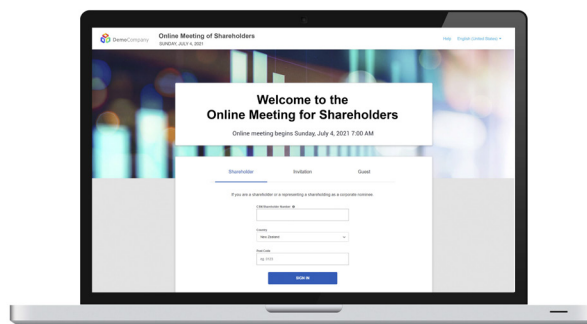 DemoCompany
Online Meeting of Shareholders
SUNDAY, JULY 4, 2021
Help English (United States)
Welcome to the
Online Meeting for Shareholders
Online meeting begins Sunday, July 4, 2021 7:00 AM
Shareholder Invitation Guest
If you are a shareholder or a representing a shareholding as a corporate nominee.
Shareholder Number
Country
New Zealand
Post Code
SIGN IN